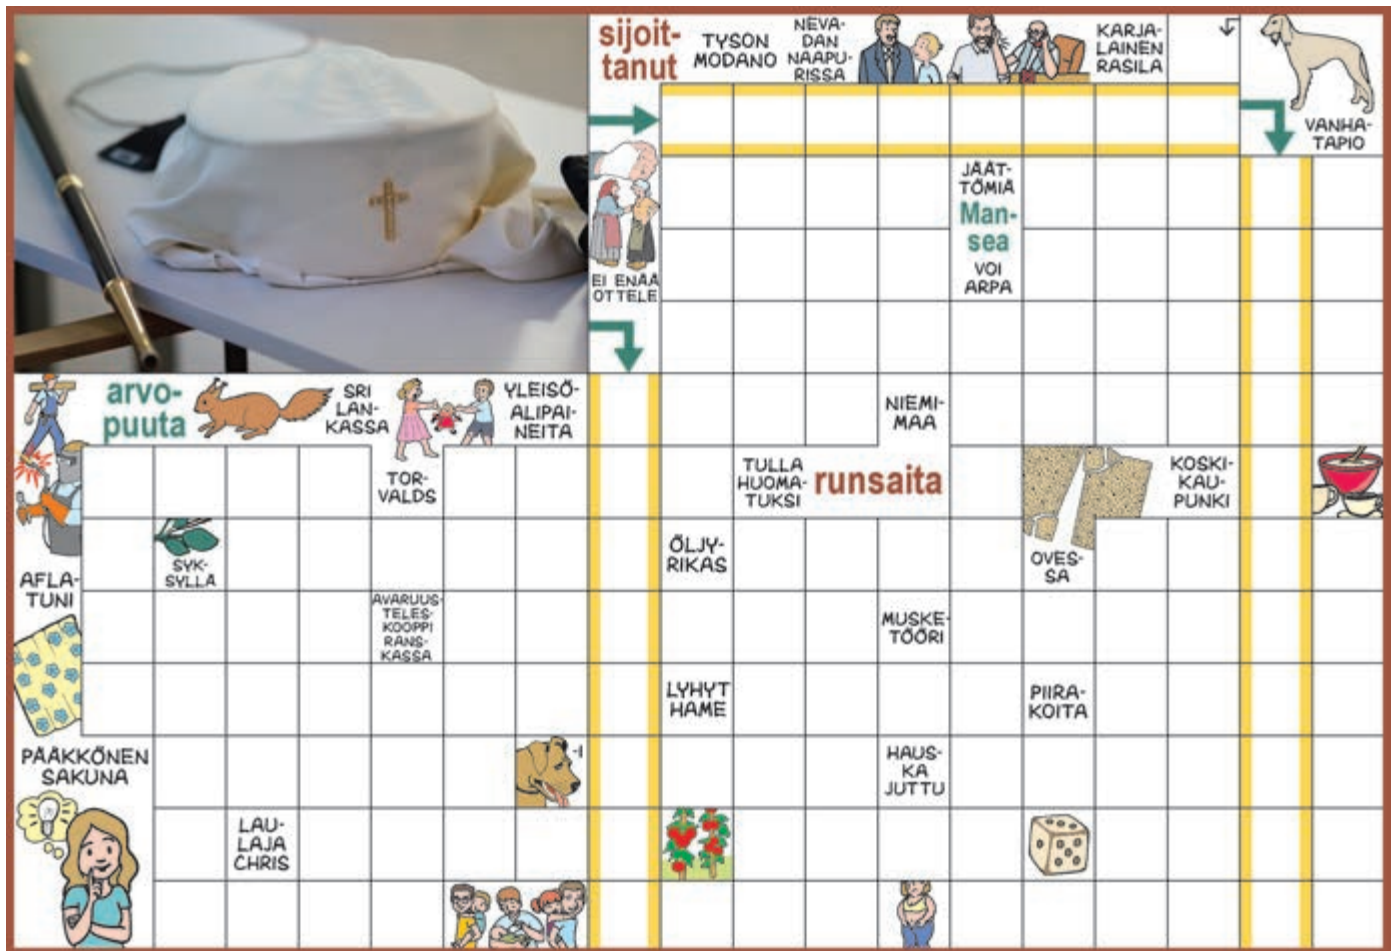 sijoit-
tanut
TYSON
MODANO
NEVA-
DAN
NAAPU-
RISSA
KARJA-
LAINEN
RASILA
VANHA-
TAPIO
EI ENÄÄ
OTTELE
JÄÄT-
TÖMIÄ
Man-
sea
VOI
ARPA
arvo-
puuta
SRI
LAN-
KASSA
YLEISÖ-
ALIPAI-
NEITA
NIEMI-
MAA
TOR-
VALDS
TULLA
HUOMA-
TUKSI
runsaita
KOSKI-
KAU-
PUNKI
SYK-
SYLLÄ
ÖLJY-
RIKAS
OVES-
SA
AFLA-
TUNI
AVARUUS-
TELES-
KOOPPI
RANS-
KASSA
MUSKE-
TÖÖRI
LYHYT
HAME
PIIRA-
KOITA
PÄÄKKÖNEN
SAKUNA
-I
HAUS-
KA
JUTTU
LAU-
LAJA
CHRIS